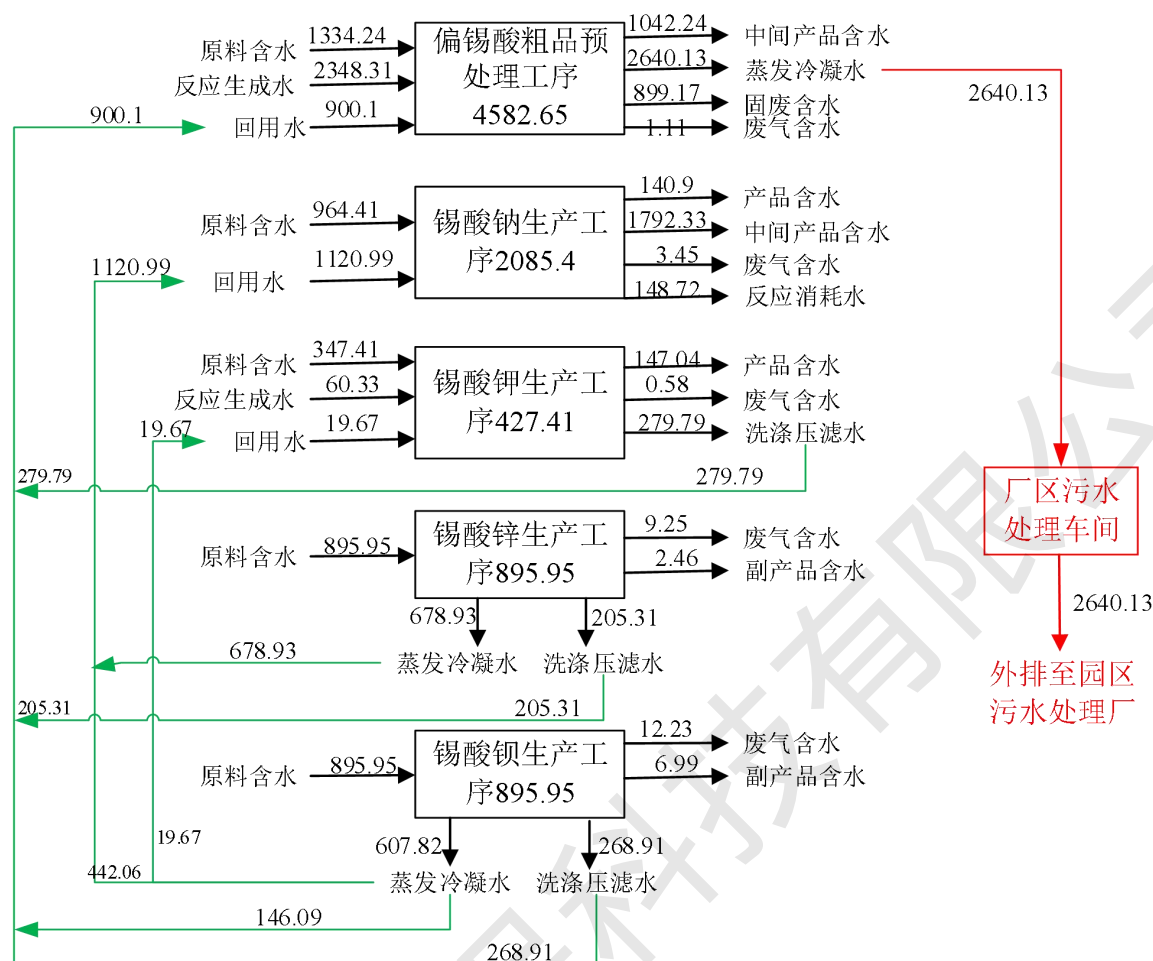 原料含水
1334.24
反应生成水
2348.31
900.1
回用水
900.1
偏锡酸粗品预
处理工序
4582.65
1042.24
中间产品含水
2640.13
蒸发冷凝水
899.17
固废含水
1.11
废气含水
2640.13
原料含水
964.41
1120.99
回用水
1120.99
锡酸钠生产工
序2085.4
140.9
产品含水
1792.33
中间产品含水
3.45
废气含水
148.72
反应消耗水
原料含水
347.41
反应生成水
60.33
19.67
回用水
19.67
锡酸钾生产工
序427.41
147.04
产品含水
0.58
废气含水
279.79
洗涤压滤水
279.79
279.79
厂区污水
处理车间
2640.13
外排至园区
污水处理厂
原料含水
895.95
锡酸锌生产工
序895.95
9.25
废气含水
2.46
副产品含水
678.93
205.31
678.93
蒸发冷凝水
洗涤压滤水
205.31
205.31
原料含水
895.95
锡酸钡生产工
序895.95
12.23
废气含水
6.99
副产品含水
19.67
607.82
268.91
442.06
蒸发冷凝水
洗涤压滤水
146.09
268.91
科技有限公司